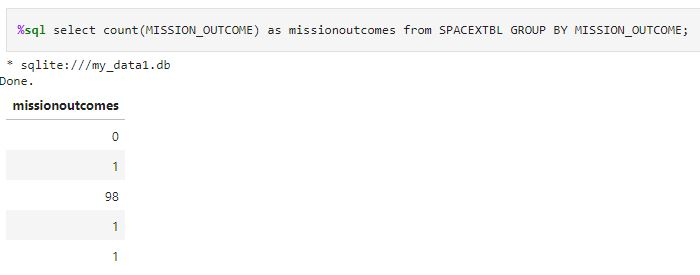 %sql select count(MISSION_OUTCOME) as missionoutcomes from SPACEXTBL GROUP BY MISSION_OUTCOME;
* sqlite:///my_data1.db
Done.
missionoutcomes
0
1
98
1
1